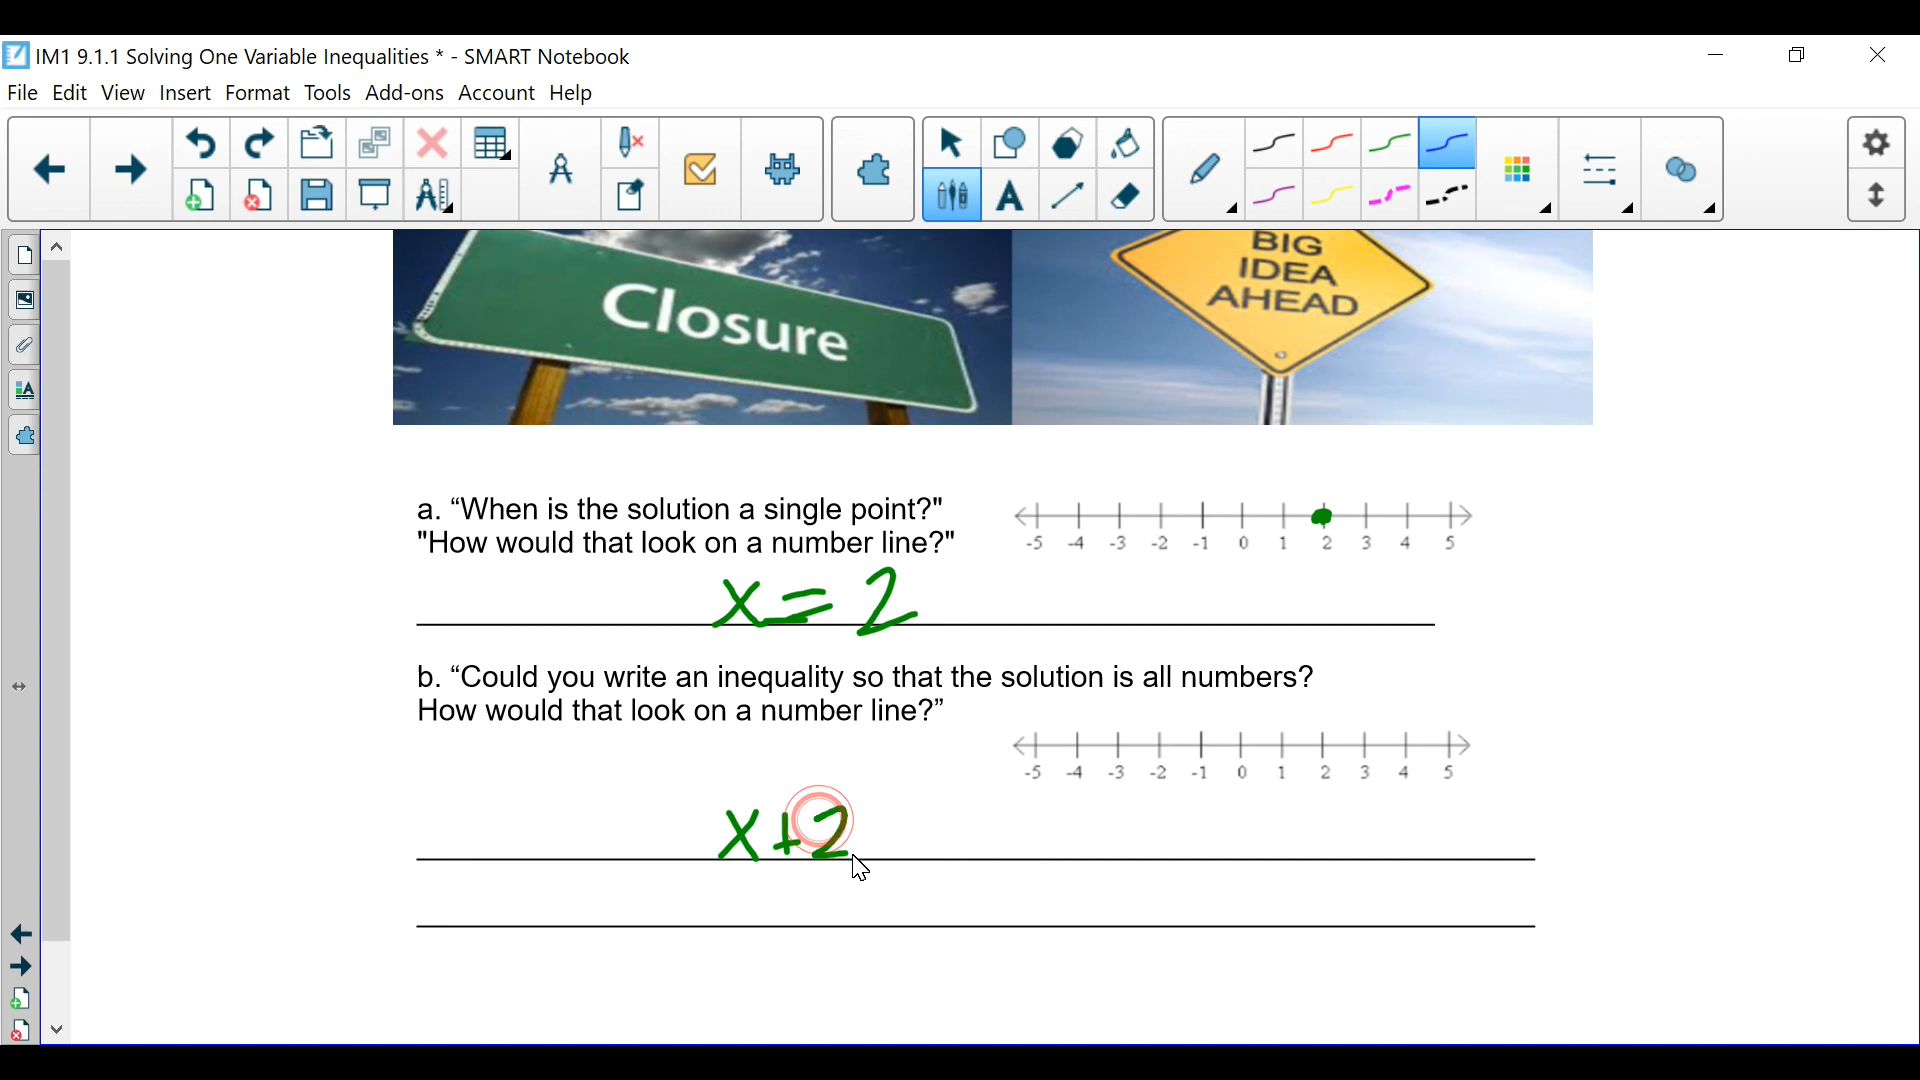 IM1 9.1.1 Solving One Variable Inequalities * - SMART Notebook
File Edit View Insert Format Tools Add-ons Account Help
Closure
BIG
IDEA
AHEAD
a. “When is the solution a single point?"
"How would that look on a number line?"
-5 -4 -3 -2 -1 0 1 2 3 4 5
x = 2
b. “Could you write an inequality so that the solution is all numbers?
How would that look on a number line?”
-5 -4 -3 -2 -1 0 1 2 3 4 5
x+2